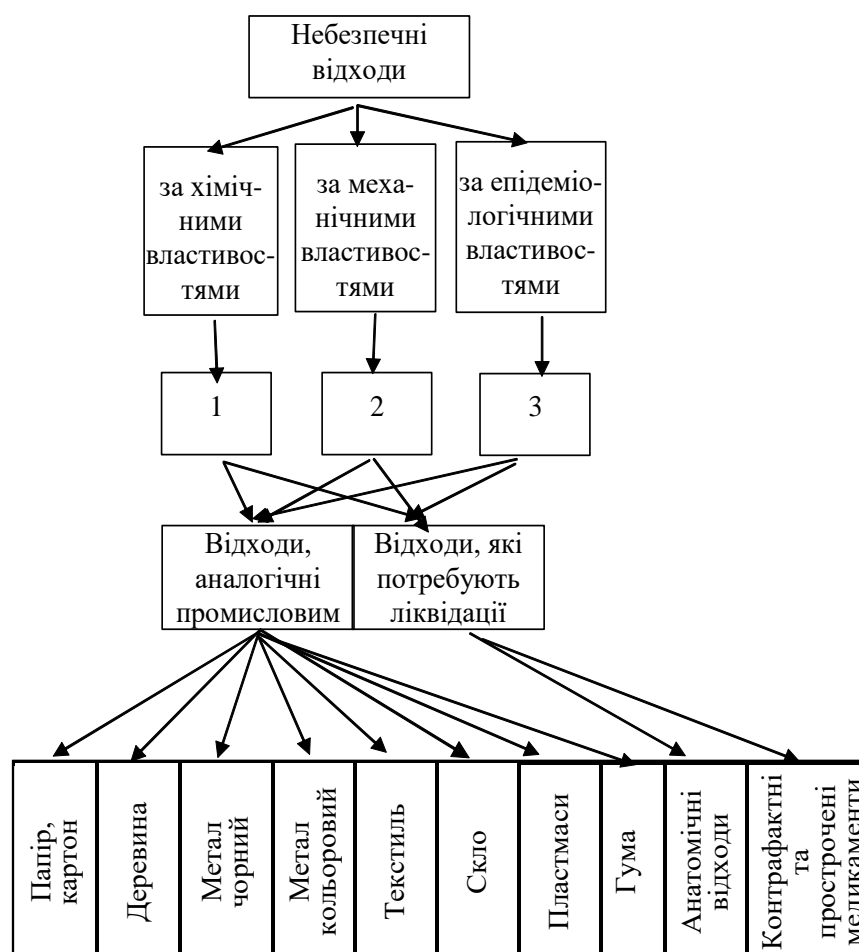 Небезпечні
відходи
за хіміч-
ними
властивос-
тями
за меха-
нічними
властивос-
тями
за епідеміо-
логічними
властивос-
тями
1
2
3
Відходи,
аналогічні
промисловим
Відходи, які
потребують
ліквідації
Папір,
картон
Деревина
Метал
чорний
Метал
кольоровий
Текстиль
Скло
Пластмаси
Гума
Анатомічні
відходи
Контрафактні
та
прострочені
медикаменти